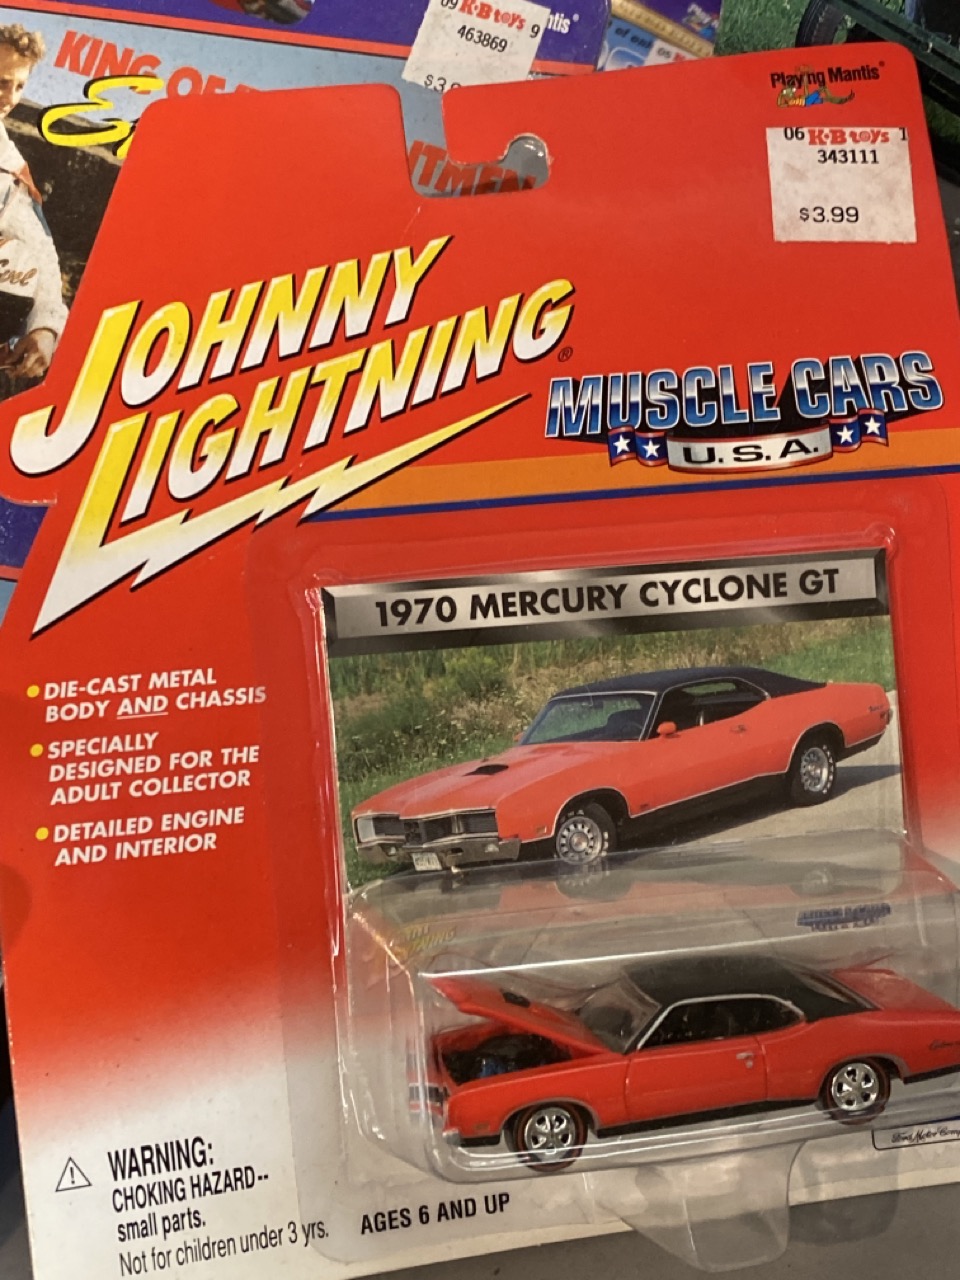 09 K·B toys 9
463869
KING OF
Playing Mantis®
06 K·B toys 1
343111
$3.99
JOHNNY
LIGHTNING®
MUSCLE CARS
U.S.A.
1970 MERCURY CYCLONE GT
• DIE-CAST METAL
BODY AND CHASSIS
• SPECIALLY
DESIGNED FOR THE
ADULT COLLECTOR
• DETAILED ENGINE
AND INTERIOR
WARNING:
CHOKING HAZARD--
small parts.
Not for children under 3 yrs.
AGES 6 AND UP